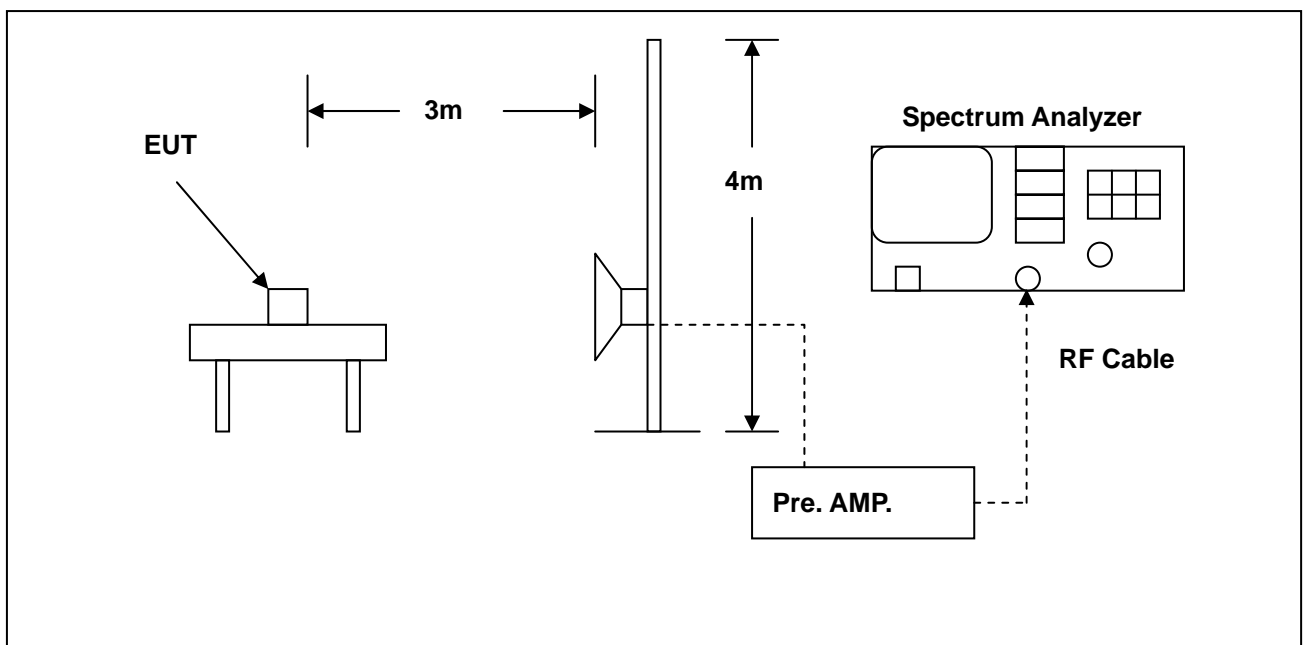 3m
Spectrum Analyzer
EUT
4m
RF Cable
Pre. AMP.